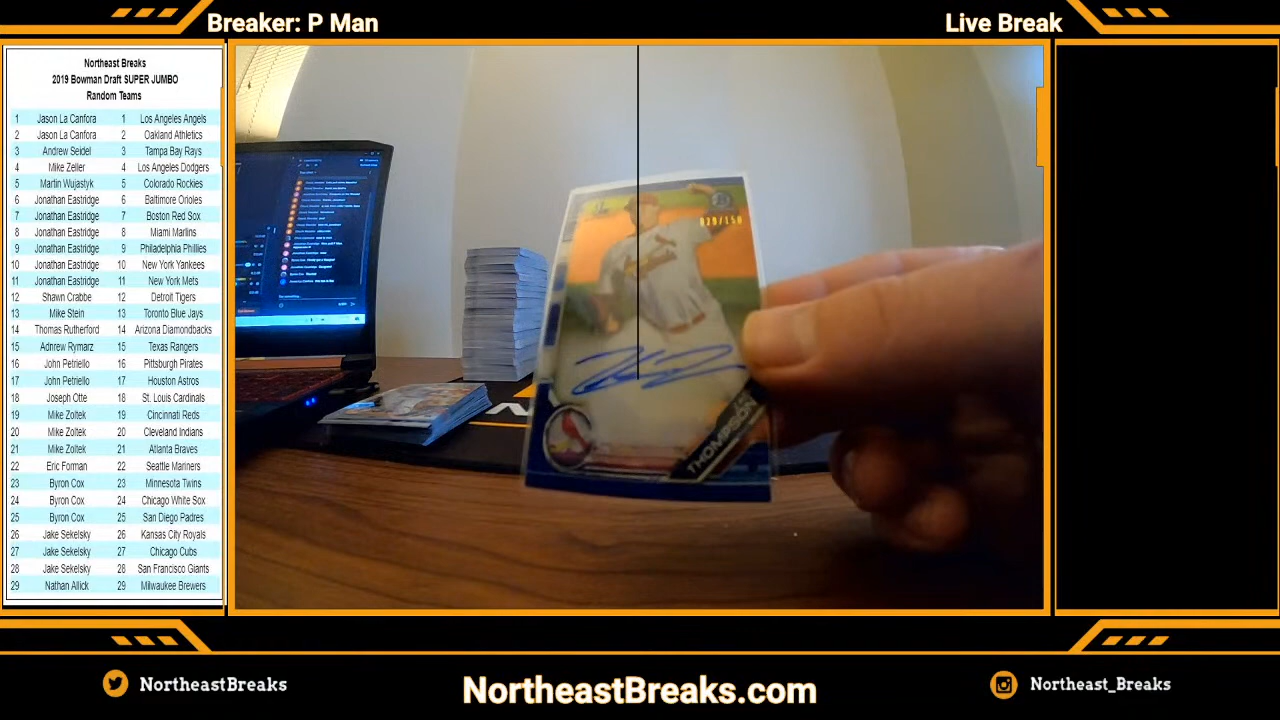 Breaker: P Man
Live Break
Northeast Breaks
2019 Bowman Draft SUPER JUMBO
Random Teams
1 Jason La Canfora 1 Los Angeles Angels
2 Jason La Canfora 2 Oakland Athletics
3 Andrew Seidel 3 Tampa Bay Rays
4 Mike Zeller 4 Los Angeles Dodgers
5 Martin Wujastyk 5 Colorado Rockies
6 Jonathan Eastridge 6 Baltimore Orioles
7 Jonathan Eastridge 7 Boston Red Sox
8 Jonathan Eastridge 8 Miami Marlins
9 Jonathan Eastridge 9 Philadelphia Phillies
10 Jonathan Eastridge 10 New York Yankees
11 Jonathan Eastridge 11 New York Mets
12 Shawn Crabbe 12 Detroit Tigers
13 Mike Stein 13 Toronto Blue Jays
14 Thomas Rutherford 14 Arizona Diamondbacks
15 Adnrew Rymarz 15 Texas Rangers
16 John Petriello 16 Pittsburgh Pirates
17 John Petriello 17 Houston Astros
18 Joseph Otte 18 St. Louis Cardinals
19 Mike Zoltek 19 Cincinnati Reds
20 Mike Zoltek 20 Cleveland Indians
21 Mike Zoltek 21 Atlanta Braves
22 Eric Forman 22 Seattle Mariners
23 Byron Cox 23 Minnesota Twins
24 Byron Cox 24 Chicago White Sox
25 Byron Cox 25 San Diego Padres
26 Jake Sekelsky 26 Kansas City Royals
27 Jake Sekelsky 27 Chicago Cubs
28 Jake Sekelsky 28 San Francisco Giants
29 Nathan Allick 29 Milwaukee Brewers
029/150
THOMPSON
NortheastBreaks
NortheastBreaks.com
Northeast_Breaks